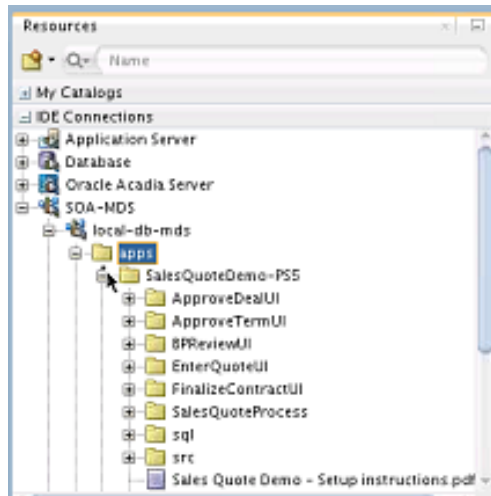 Resources
Name
My Catalogs
IDE Connections
Application Server
Database
Oracle Acadia Server
SOA-MDS
local-db-mds
apps
SalesQuoteDemo-PS5
ApproveDealUI
ApproveTermUI
BPReviewUI
EnterQuoteUI
FinalizeContractUI
SalesQuoteProcess
sql
src
Sales Quote Demo - Setup instructions.pdf